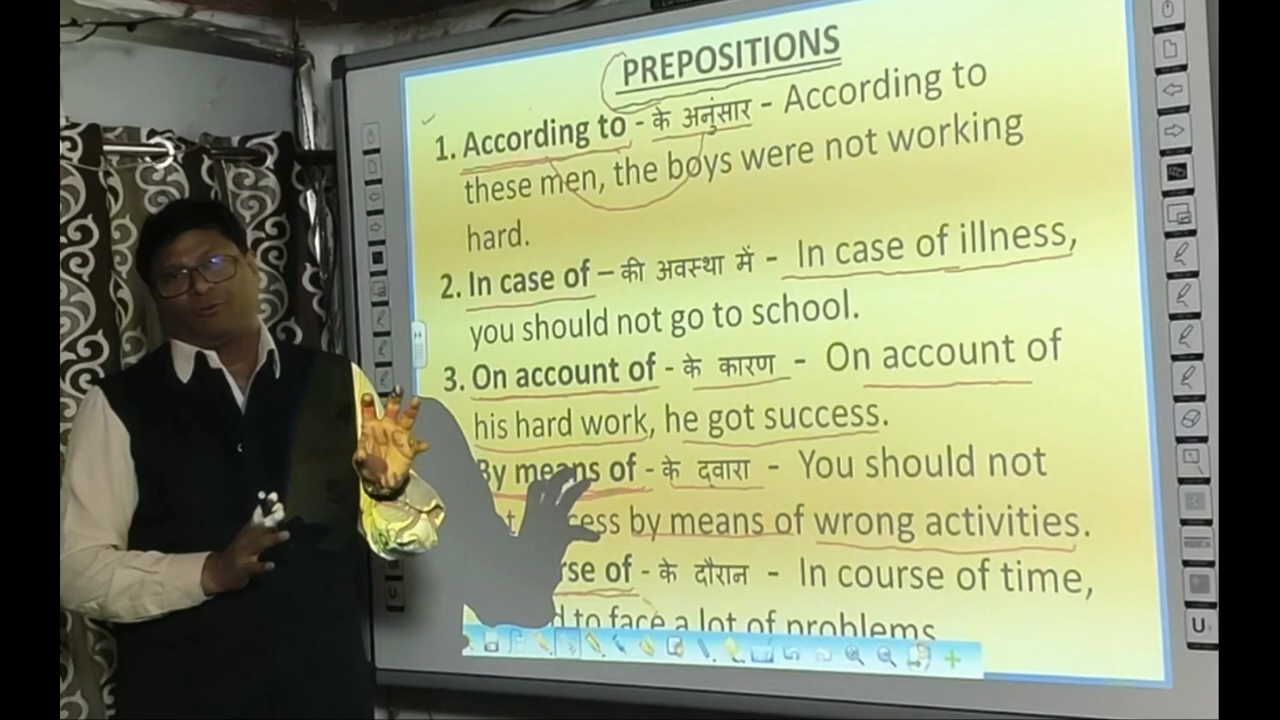 PREPOSITIONS
1. According to - के अनुंसार - According to
these men, the boys were not working
hard.
2. In case of – की अवस्था में - In case of illness,
you should not go to school.
3. On account of - के कारण - On account of
his hard work, he got success.
By means of - के द्वारा - You should not
by means of wrong activities.
of - के दौरान - In course of time,
to face a lot of problems
U